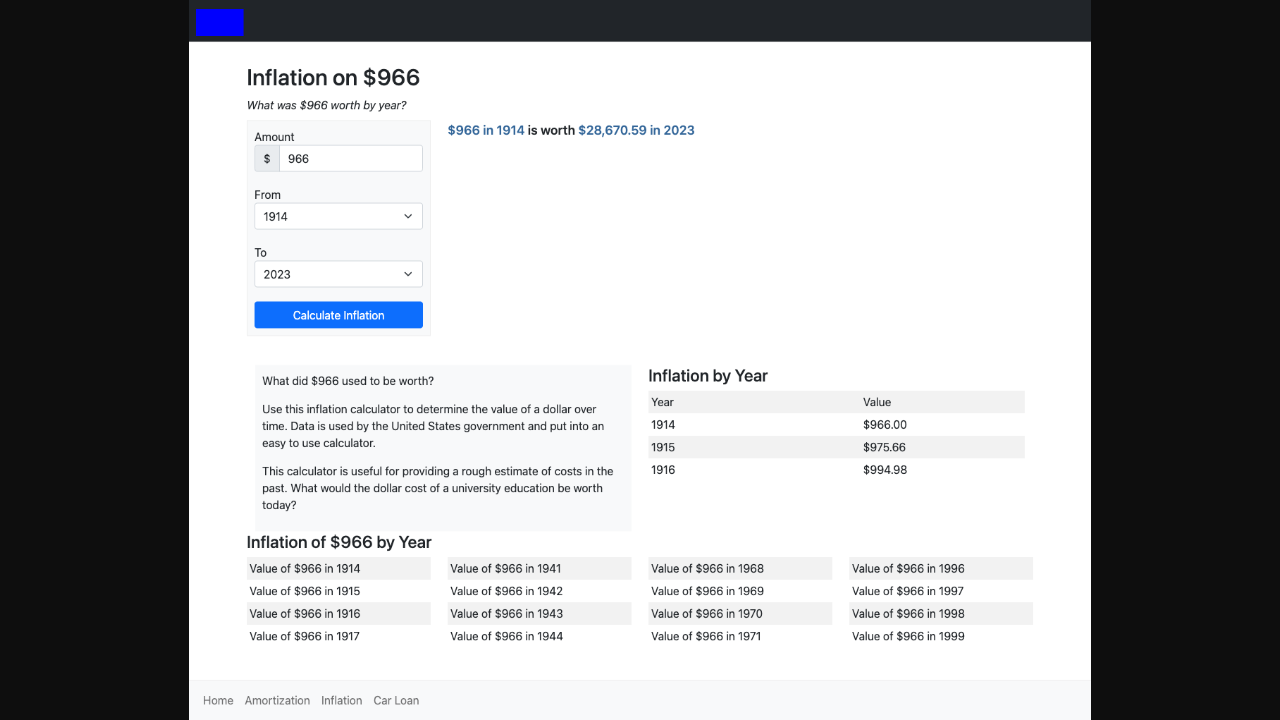 Inflation on $966
What was $966 worth by year?
Amount
$ 966
From
1914
To
2023
Calculate Inflation
$966 in 1914 is worth $28,670.59 in 2023
What did $966 used to be worth?
Use this inflation calculator to determine the value of a dollar over
time. Data is used by the United States government and put into an
easy to use calculator.
This calculator is useful for providing a rough estimate of costs in the
past. What would the dollar cost of a university education be worth
today?
Inflation by Year
Year Value
1914 $966.00
1915 $975.66
1916 $994.98
Inflation of $966 by Year
Value of $966 in 1914
Value of $966 in 1915
Value of $966 in 1916
Value of $966 in 1917
Value of $966 in 1941
Value of $966 in 1942
Value of $966 in 1943
Value of $966 in 1944
Value of $966 in 1968
Value of $966 in 1969
Value of $966 in 1970
Value of $966 in 1971
Value of $966 in 1996
Value of $966 in 1997
Value of $966 in 1998
Value of $966 in 1999
Home Amortization Inflation Car Loan